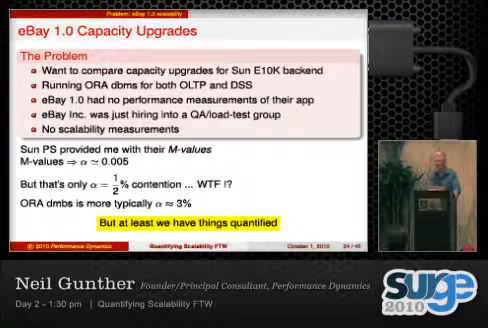 Problem: eBay 1.0 scalability
eBay 1.0 Capacity Upgrades
The Problem
Want to compare capacity upgrades for Sun E10K backend
Running ORA dbms for both OLTP and DSS
eBay 1.0 had no performance measurements of their app
eBay Inc. was just hiring into a QA/load-test group
No scalability measurements
Sun PS provided me with their M-values
M-values ⇒ α ≃ 0.005
But that's only α = 1/2% contention ... WTF !?
ORA dmbs is more typically α ≈ 3%
But at least we have things quantified
© 2010 Performance Dynamics Quantifying Scalability FTW October 1, 2010 24 / 45
Neil Gunther Founder/Principal Consultant, Performance Dynamics
Day 2 - 1:30 pm | Quantifying Scalability FTW
surge
2010